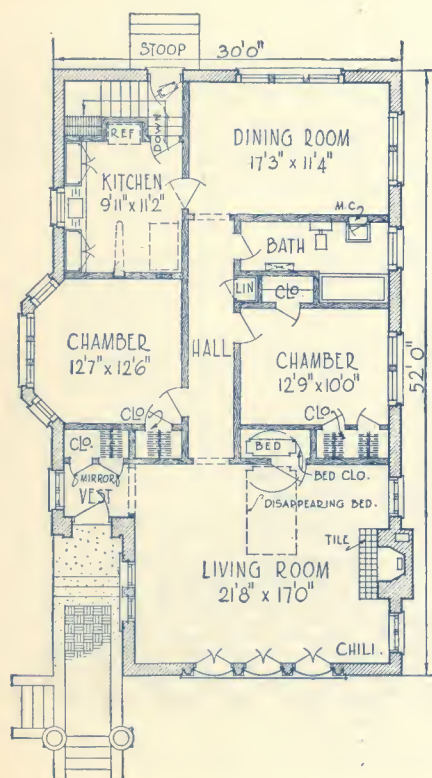 STOOP
30'0"
REF
DOWN
DINING ROOM
17'3" x 11'4"
KITCHEN
9'11" x 11'2"
M.C.
BATH
LIN
CLO.
CHAMBER
12'7" x 12'6"
HALL
CHAMBER
12'9" x 10'0"
52'0"
CLO.
CLO.
CLO.
BED
BED CLO.
MIRROR
VEST
DISAPPEARING BED.
TILE
LIVING ROOM
21'8" x 17'0"
CHILI.